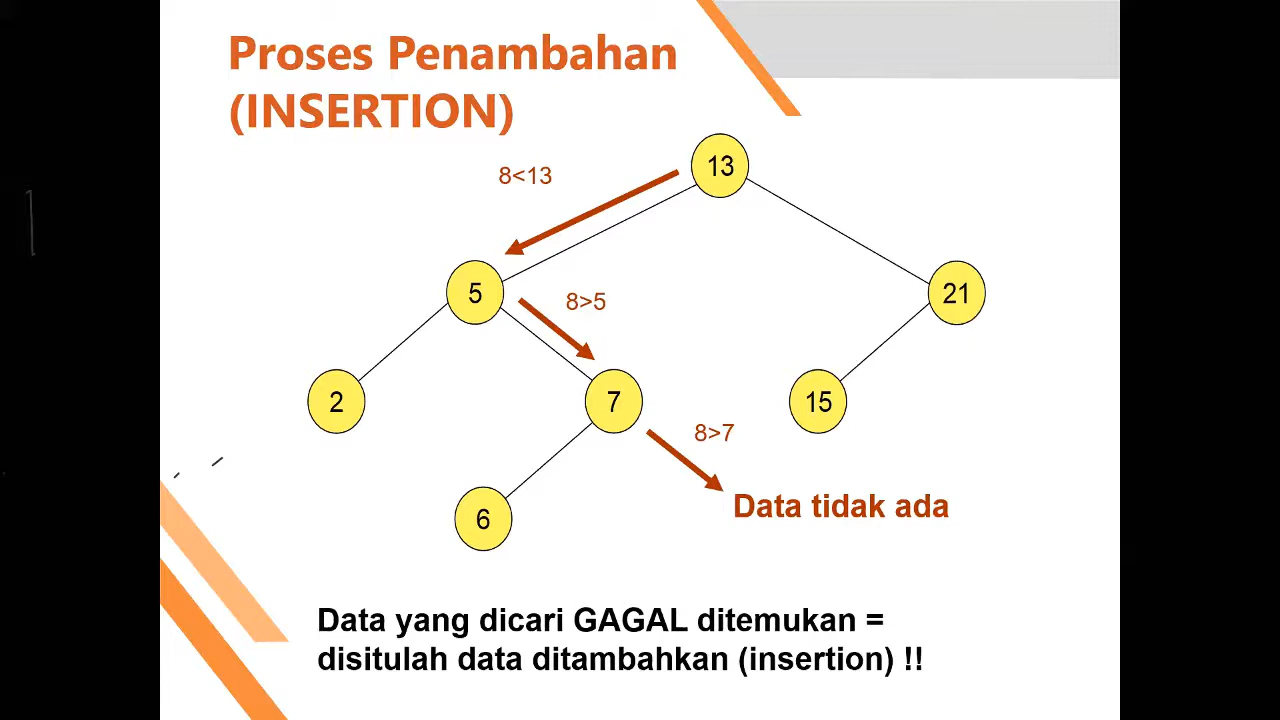 Proses Penambahan
(INSERTION)
13
8<13
5
8>5
21
2
7
15
8>7
Data tidak ada
6
Data yang dicari GAGAL ditemukan =
disitulah data ditambahkan (insertion) !!